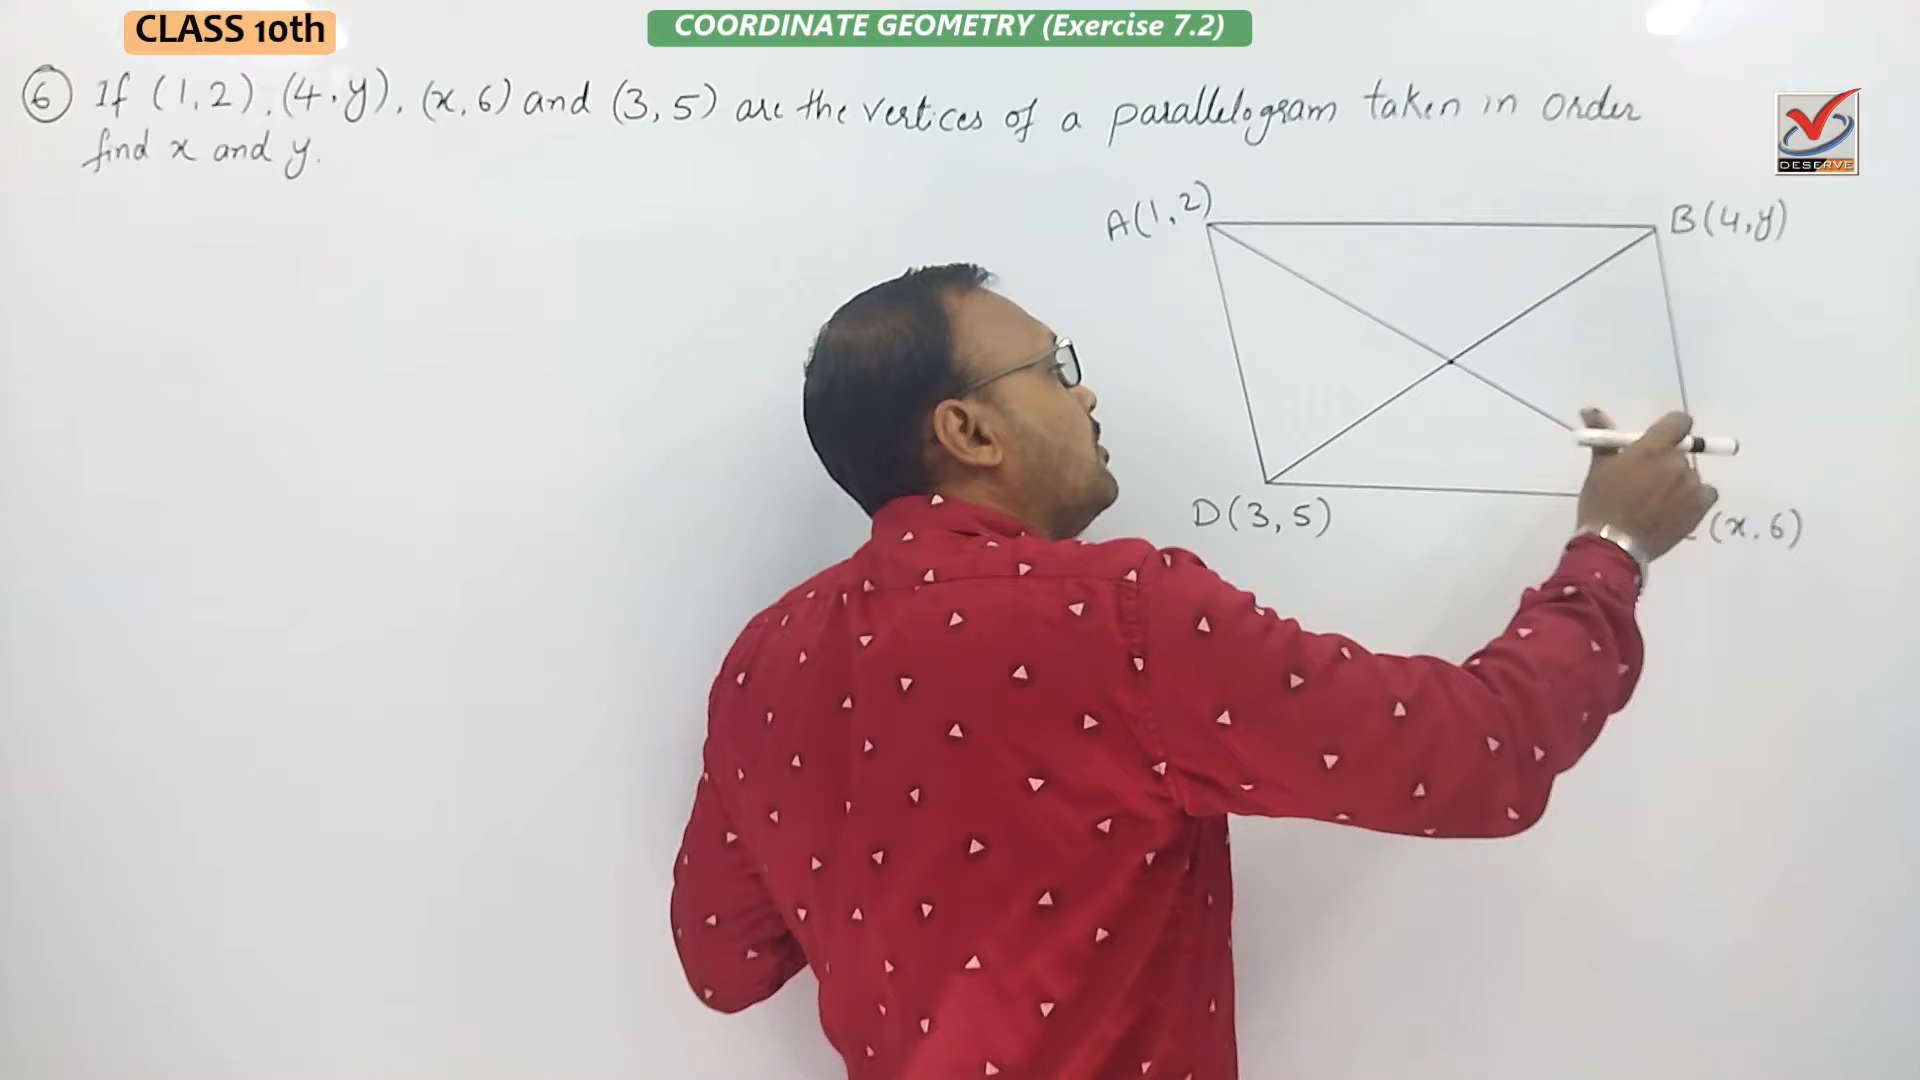 CLASS 10th
COORDINATE GEOMETRY (Exercise 7.2)
6 If (1,2), (4,y), (x,6) and (3,5) are the vertices of a parallelogram taken in order
find x and y.
DESERVE
A(1,2)
B(4,y)
D(3,5)
(x,6)